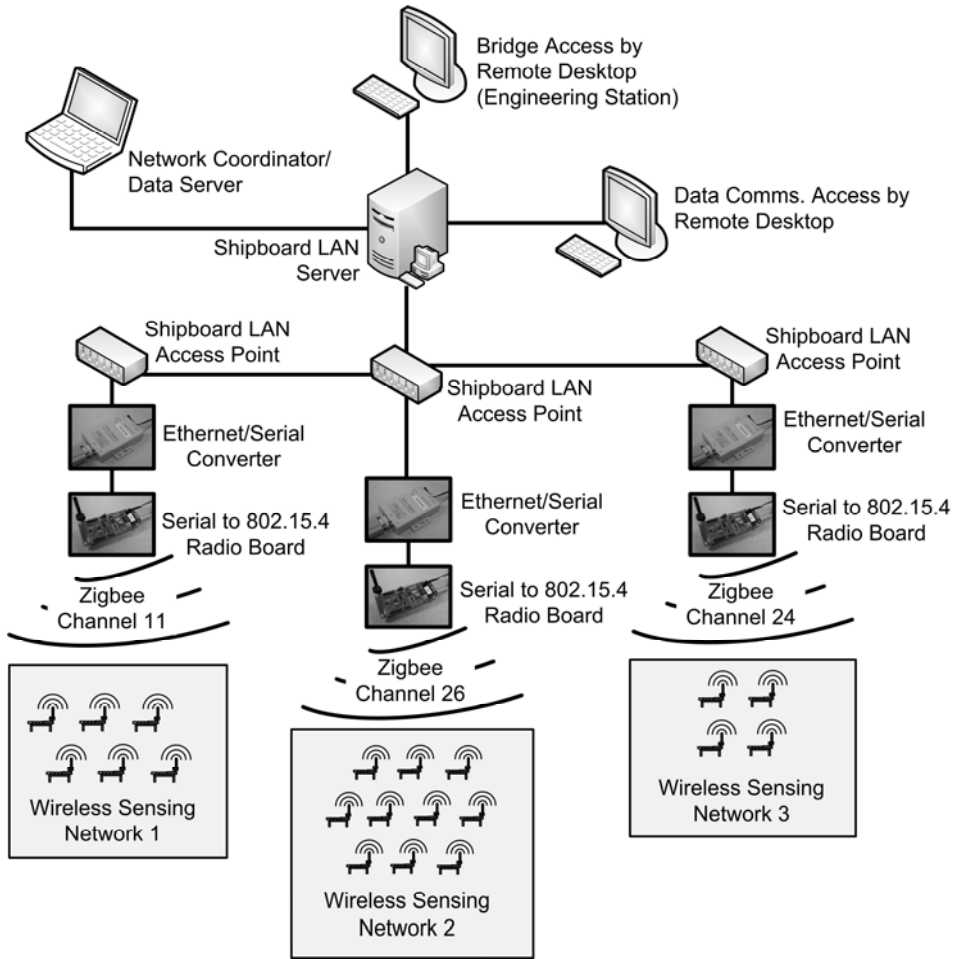 Bridge Access by
Remote Desktop
(Engineering Station)
Network Coordinator/
Data Server
Data Comms. Access by
Remote Desktop
Shipboard LAN
Server
Shipboard LAN
Access Point
Shipboard LAN
Access Point
Shipboard LAN
Access Point
Ethernet/Serial
Converter
Ethernet/Serial
Converter
Ethernet/Serial
Converter
Serial to 802.15.4
Radio Board
Serial to 802.15.4
Radio Board
Serial to 802.15.4
Radio Board
Zigbee
Channel 11
Zigbee
Channel 26
Zigbee
Channel 24
Wireless Sensing
Network 1
Wireless Sensing
Network 2
Wireless Sensing
Network 3